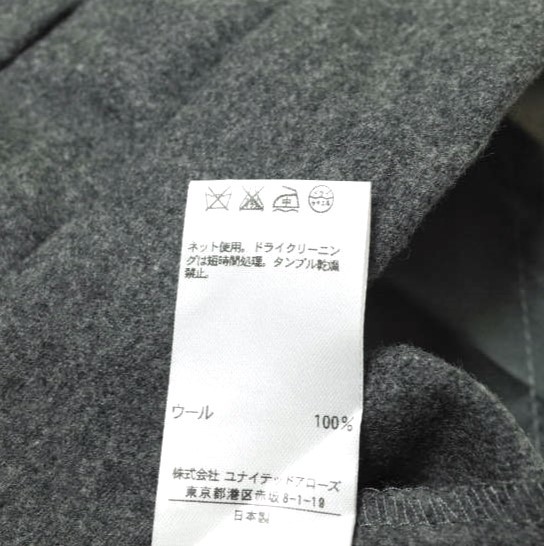 中
ネット使用。ドライクリーニン
グは短時間処理。タンブル乾燥
禁止。
ウール 100%
株式会社 ユナイテッドアローズ
東京都港区赤坂 8-1-19
日本製